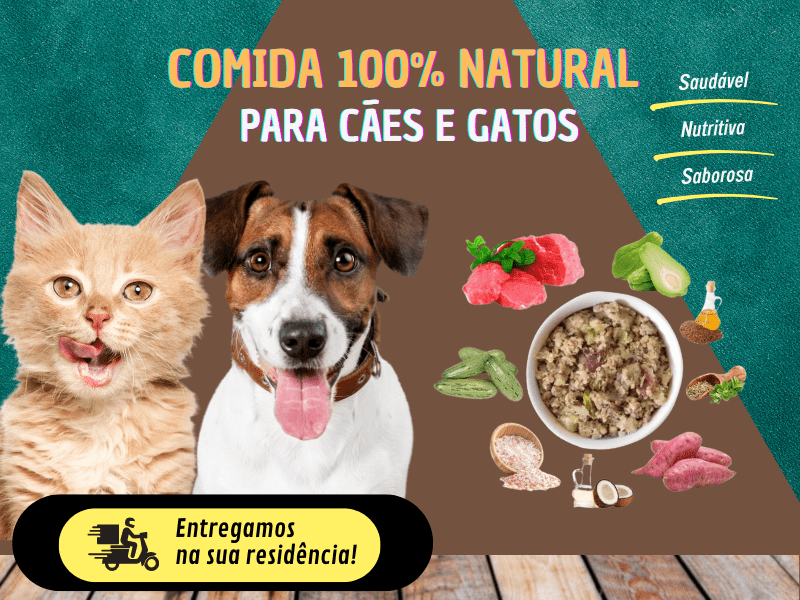 COMIDA 100% NATURAL
PARA CÃES E GATOS
Saudável
Nutritiva
Saborosa
Entregamos
na sua residência!